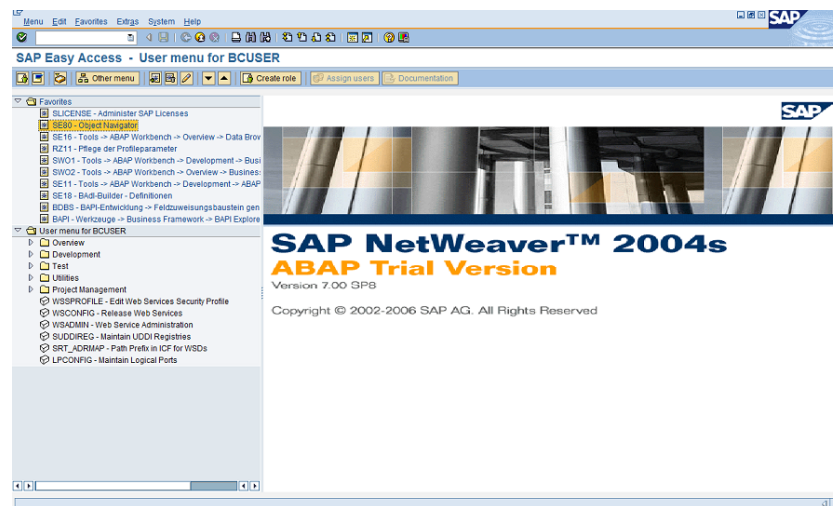 Menu Edit Favorites Extras System Help
SAP
SAP Easy Access - User menu for BCUSER
Other menu Create role Assign users Documentation
Favorites
SLICENSE - Administer SAP Licenses
SE80 - Object Navigator
SE16 - Tools -> ABAP Workbench -> Overview -> Data Brov
RZ11 - Pflege der Profileparameter
SWO1 - Tools -> ABAP Workbench -> Development -> Busi
SWO2 - Tools -> ABAP Workbench -> Overview -> Busines:
SE11 - Tools -> ABAP Workbench -> Development -> ABAP
SE18 - BAdI-Builder - Definitionen
BDBS - BAPI-Entwicklung -> Feldzuweisungsbaustein gen
BAPI - Werkzeuge -> Business Framework -> BAPI Explore
User menu for BCUSER
Overview
Development
Test
Utilities
Project Management
WSSPROFILE - Edit Web Services Security Profile
WSCONFIG - Release Web Services
WSADMIN - Web Service Administration
SUDDIREG - Maintain UDDI Registries
SRT_ADRMAP - Path Prefix in ICF for WSDs
LPCONFIG - Maintain Logical Ports
SAP
SAP NetWeaver™ 2004s
ABAP Trial Version
Version 7.00 SP8
Copyright © 2002-2006 SAP AG. All Rights Reserved